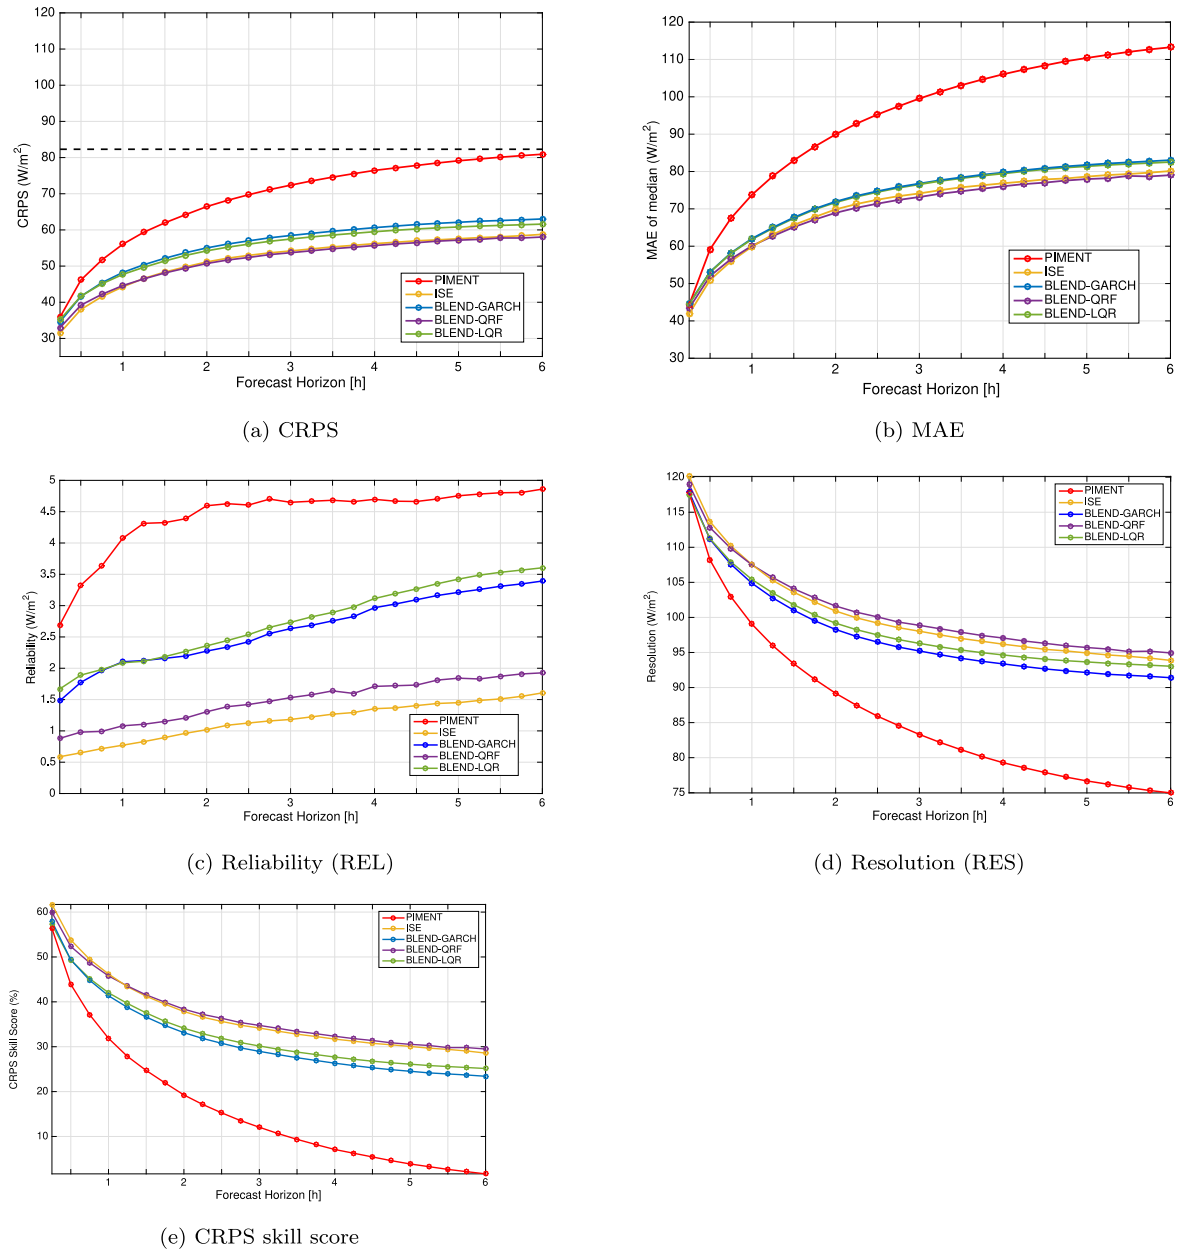 120
110
100
90
80
70
60
50
40
30
CRPS (W/m²)
PIMENT
ISE
BLEND-GARCH
BLEND-QRF
BLEND-LQR
1 2 3 4 5 6
Forecast Horizon [h]
(a) CRPS
120
110
100
90
80
70
60
50
40
30
MAE of median (W/m²)
PIMENT
ISE
BLEND-GARCH
BLEND-QRF
BLEND-LQR
1 2 3 4 5 6
Forecast Horizon [h]
(b) MAE
5
4.5
4
3.5
3
2.5
2
1.5
1
0.5
0
Reliability (W/m²)
PIMENT
ISE
BLEND-GARCH
BLEND-QRF
BLEND-LQR
1 2 3 4 5 6
Forecast Horizon [h]
(c) Reliability (REL)
120
115
110
105
100
95
90
85
80
75
Resolution (W/m²)
PIMENT
ISE
BLEND-GARCH
BLEND-QRF
BLEND-LQR
1 2 3 4 5 6
Forecast Horizon [h]
(d) Resolution (RES)
60
50
40
30
20
10
CRPS Skill Score (%)
PIMENT
ISE
BLEND-GARCH
BLEND-QRF
BLEND-LQR
1 2 3 4 5 6
Forecast Horizon [h]
(e) CRPS skill score